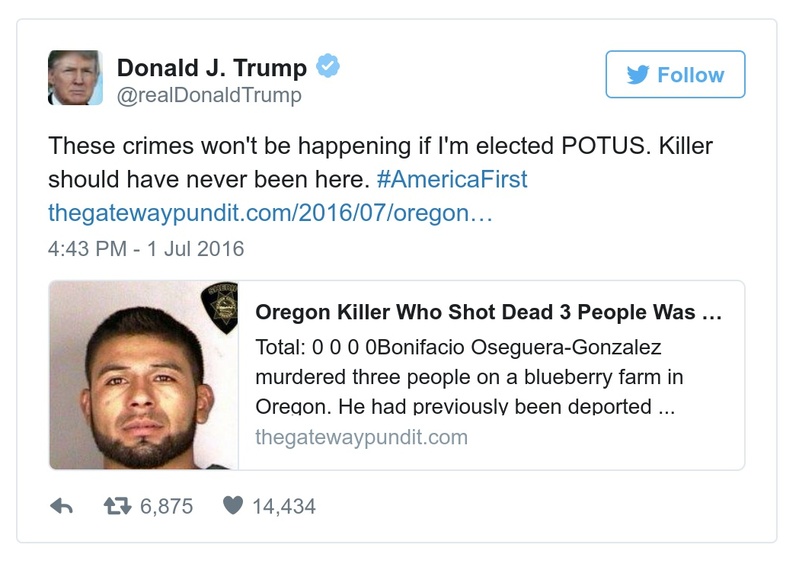 Donald J. Trump
@realDonaldTrump
Follow
These crimes won't be happening if I'm elected POTUS. Killer
should have never been here. #AmericaFirst
thegatewaypundit.com/2016/07/oregon…
4:43 PM - 1 Jul 2016
Oregon Killer Who Shot Dead 3 People Was …
Total: 0 0 0 0Bonifacio Oseguera-Gonzalez
murdered three people on a blueberry farm in
Oregon. He had previously been deported ...
thegatewaypundit.com
6,875
14,434